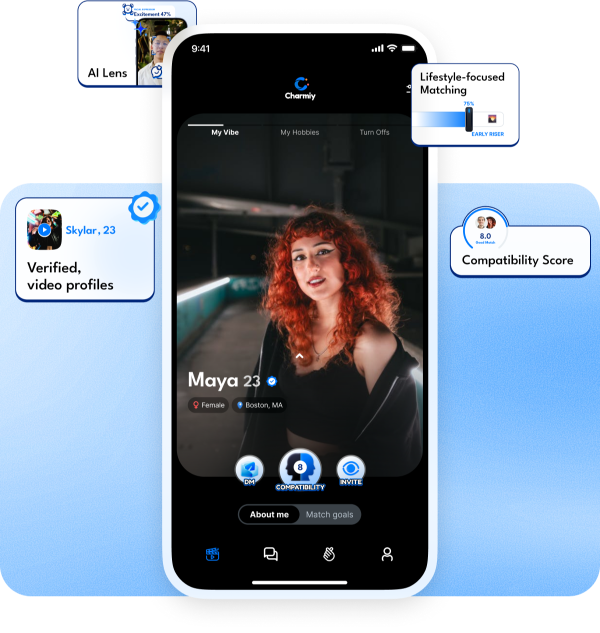 Excitement 47%
AI Lens
9:41
Charmiy
Lifestyle-focused
Matching
75%
EARLY RISER
My Vibe
My Hobbies
Turn Offs
Skylar, 23
Verified,
video profiles
8.0
Good Match
Compatibility Score
Maya 23
Female
Boston, MA
8
DM
COMPATIBILITY
INVITE
About me
Match goals